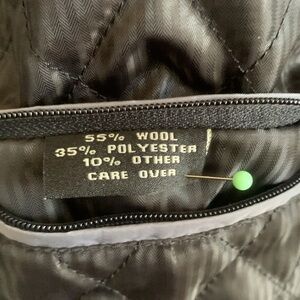 55% WOOL
35% POLYESTER
10% OTHER
CARE OVER